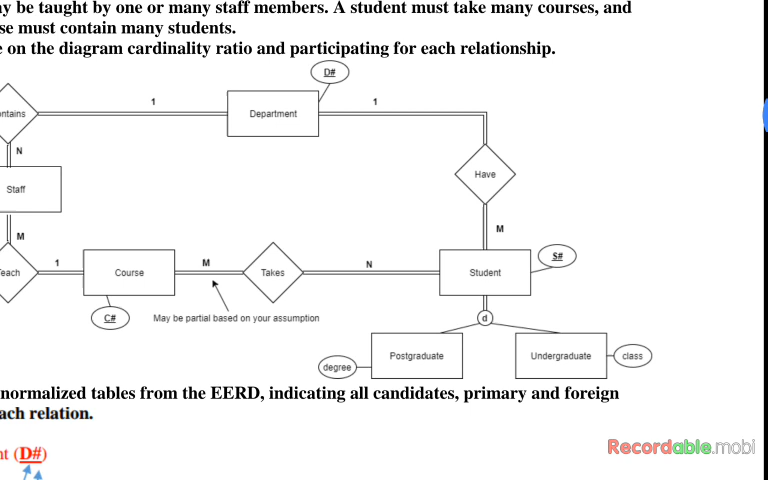 y be taught by one or many staff members. A student must take many courses, and
se must contain many students.
e on the diagram cardinality ratio and participating for each relationship.
D#
1
1
ntains
Department
N
Have
Staff
M
M
S#
1
M
N
each
Course
Takes
Student
C#
May be partial based on your assumption
d
Postgraduate
Undergraduate
class
degree
normalized tables from the EERD, indicating all candidates, primary and foreign
ach relation.
Recordable.mobi
nt (D#)